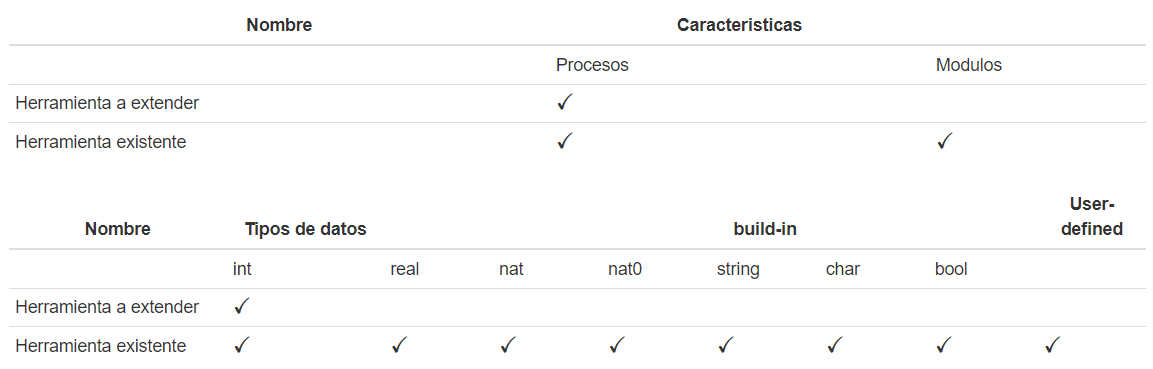 Nombre Caracteristicas
Procesos Modulos
Herramienta a extender ✓
Herramienta existente ✓ ✓
Nombre Tipos de datos build-in User-defined
int real nat nat0 string char bool
Herramienta a extender ✓
Herramienta existente ✓ ✓ ✓ ✓ ✓ ✓ ✓ ✓